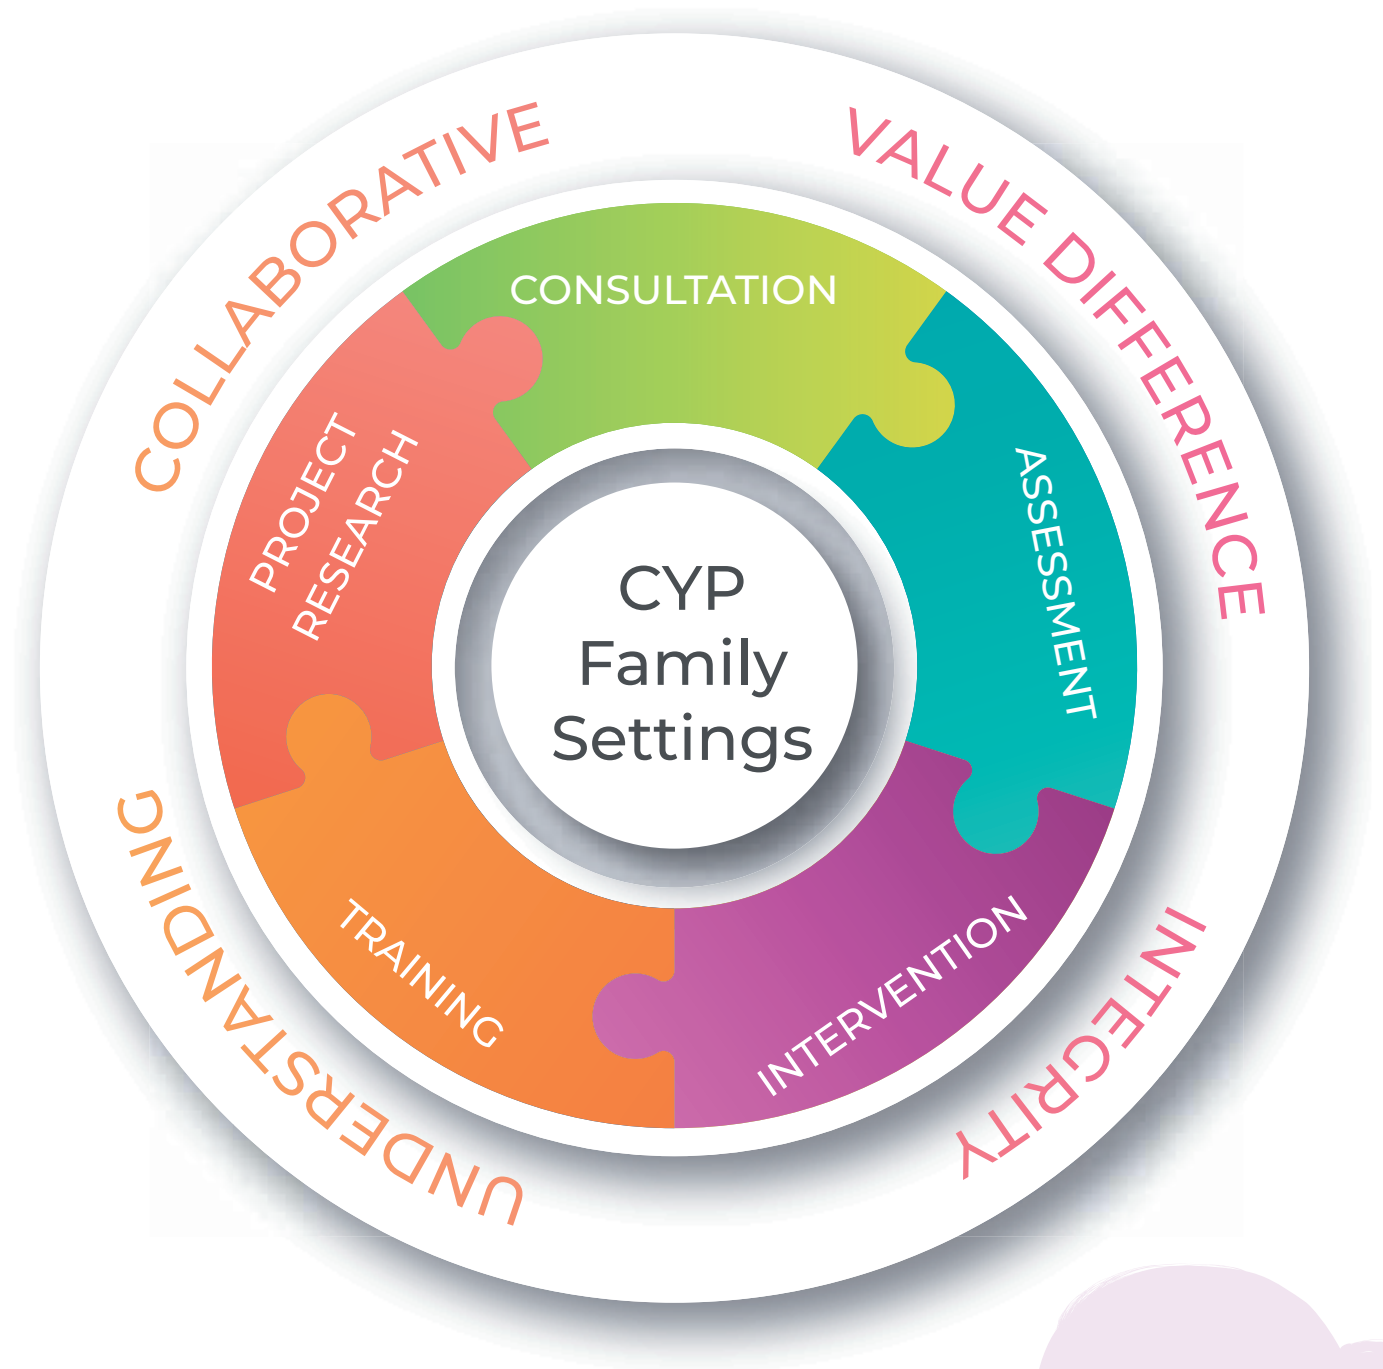 COLLABORATIVE
VALUE DIFFERENCE
INTEGRITY
UNDERSTANDING
CONSULTATION
ASSESSMENT
INTERVENTION
TRAINING
PROJECT
RESEARCH
CYP
Family
Settings